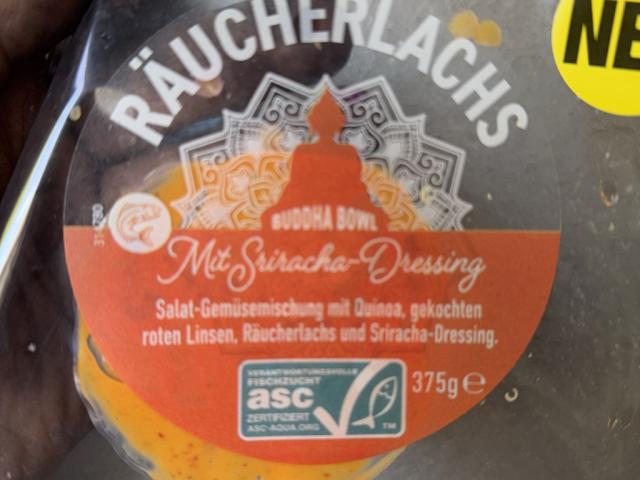 RÄUCHERLACHS
NE
BUDDHA BOWL
Mit Sriracha-Dressing
Salat-Gemüsemischung mit Quinoa, gekochten
roten Linsen, Räucherlachs und Sriracha-Dressing.
VERANTWORTUNGSVOLLE
FISCHZUCHT
asc
ZERTIFIZIERT
ASC-AQUA.ORG
TM
375g ℮